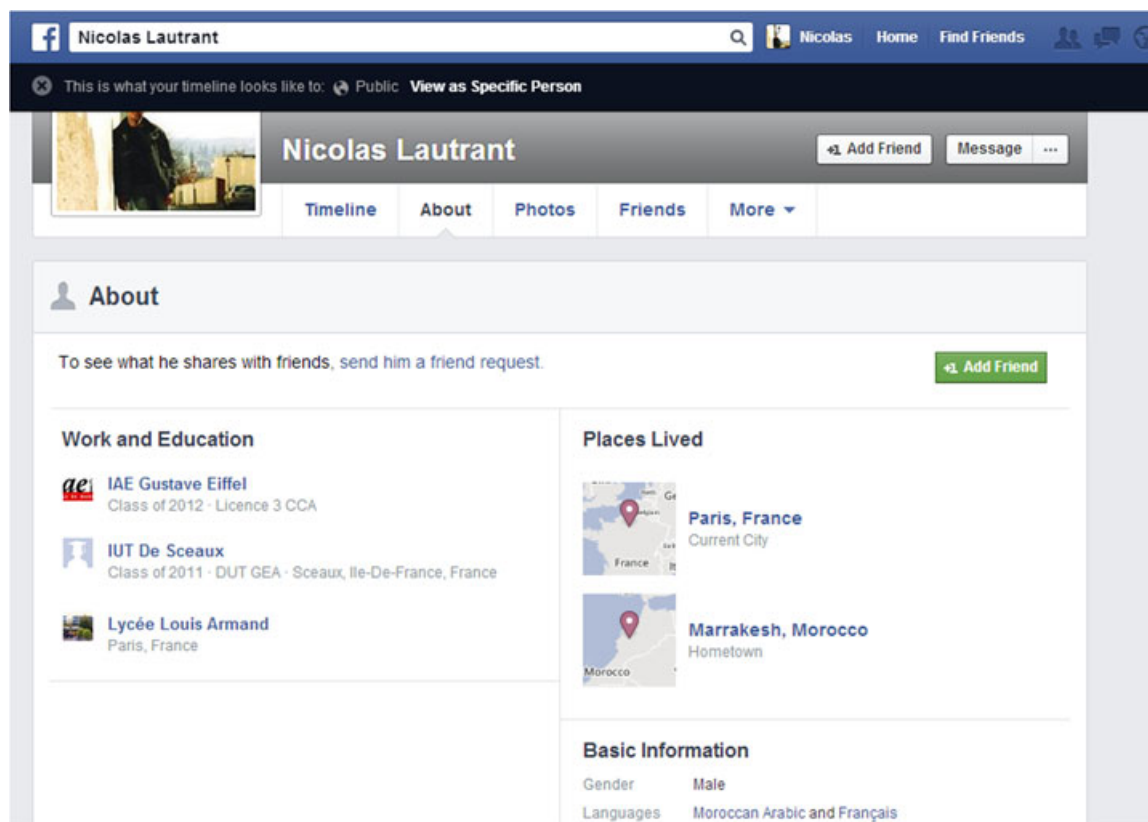 f Nicolas Lautrant Nicolas Home Find Friends
This is what your timeline looks like to: Public View as Specific Person
Nicolas Lautrant
+1 Add Friend Message ...
Timeline About Photos Friends More
About
To see what he shares with friends, send him a friend request.
+1 Add Friend
Work and Education
ae
IAE Gustave Eiffel
Class of 2012 · Licence 3 CCA
IUT De Sceaux
Class of 2011 · DUT GEA · Sceaux, Ile-De-France, France
Lycée Louis Armand
Paris, France
Places Lived
France
Paris, France
Current City
Morocco
Marrakesh, Morocco
Hometown
Basic Information
Gender Male
Languages Moroccan Arabic and Français